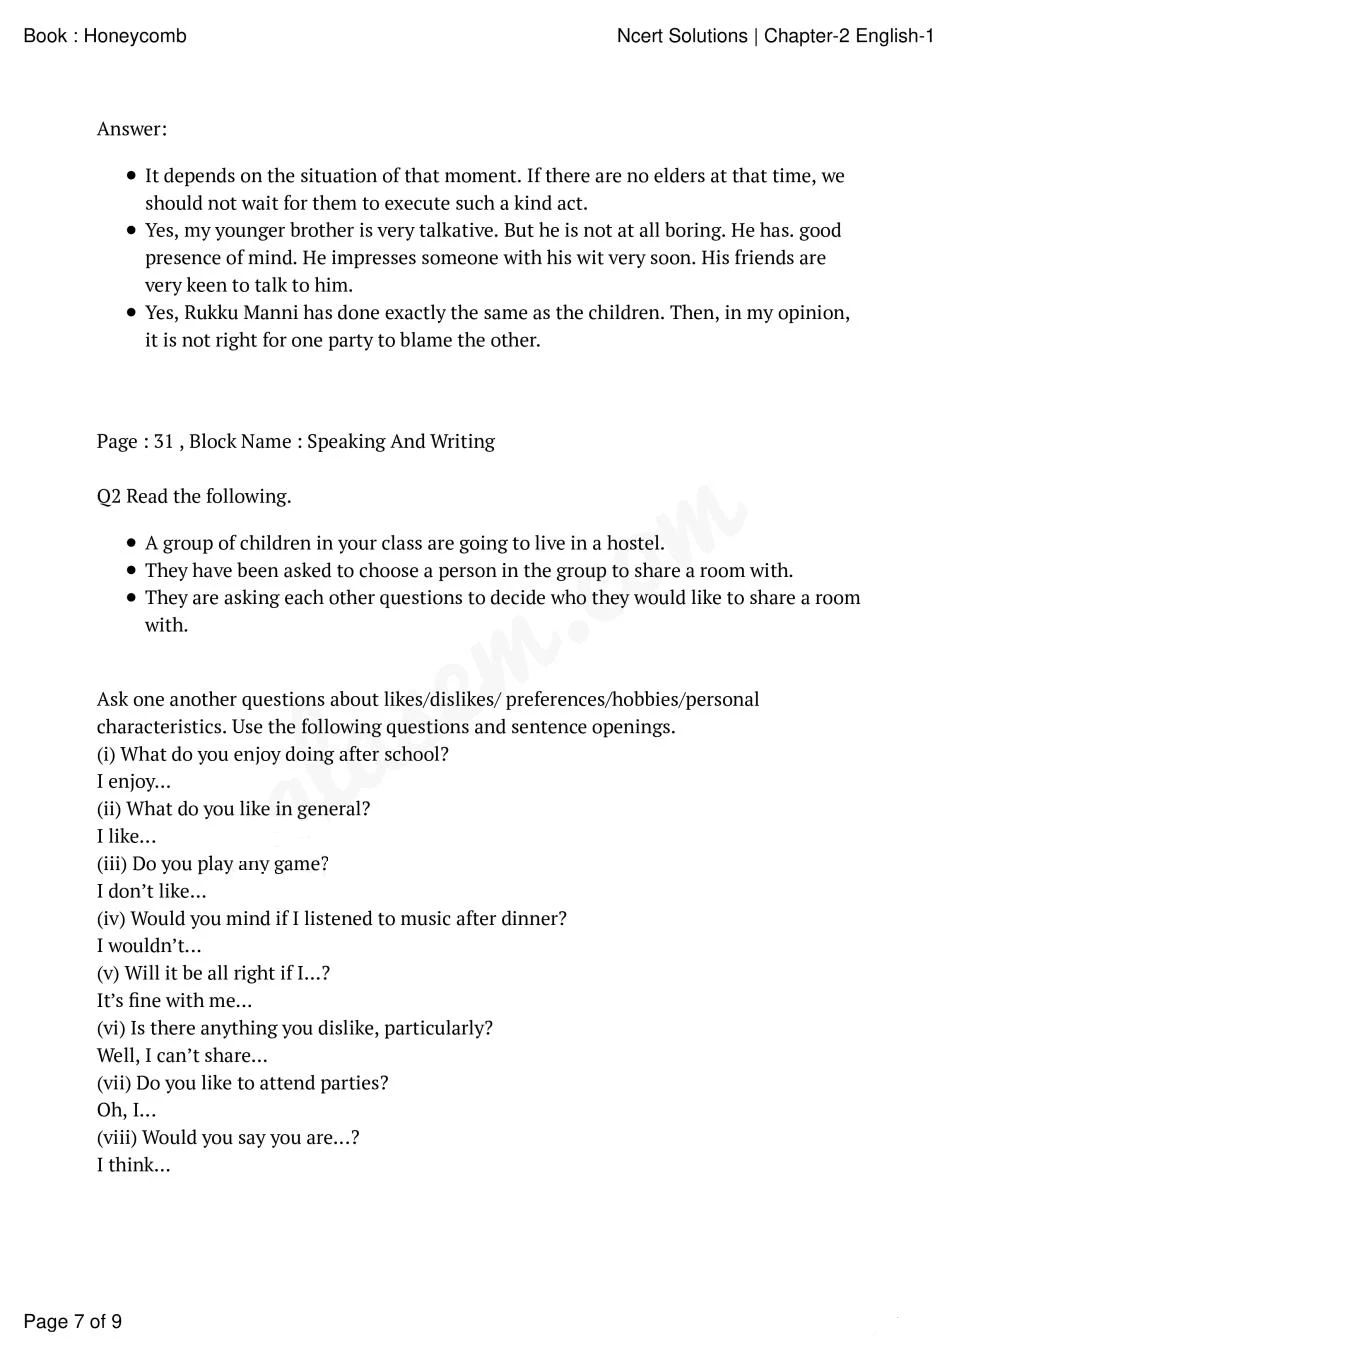 Book : Honeycomb
Ncert Solutions | Chapter-2 English-1
Answer:
• It depends on the situation of that moment. If there are no elders at that time, we
should not wait for them to execute such a kind act.
• Yes, my younger brother is very talkative. But he is not at all boring. He has. good
presence of mind. He impresses someone with his wit very soon. His friends are
very keen to talk to him.
• Yes, Rukku Manni has done exactly the same as the children. Then, in my opinion,
it is not right for one party to blame the other.
Page : 31 , Block Name : Speaking And Writing
Q2 Read the following.
• A group of children in your class are going to live in a hostel.
• They have been asked to choose a person in the group to share a room with.
• They are asking each other questions to decide who they would like to share a room
with.
Ask one another questions about likes/dislikes/ preferences/hobbies/personal
characteristics. Use the following questions and sentence openings.
(i) What do you enjoy doing after school?
I enjoy…
(ii) What do you like in general?
I like…
(iii) Do you play any game?
I don’t like…
(iv) Would you mind if I listened to music after dinner?
I wouldn’t…
(v) Will it be all right if I…?
It’s fine with me…
(vi) Is there anything you dislike, particularly?
Well, I can’t share…
(vii) Do you like to attend parties?
Oh, I…
(viii) Would you say you are…?
I think…
Page 7 of 9